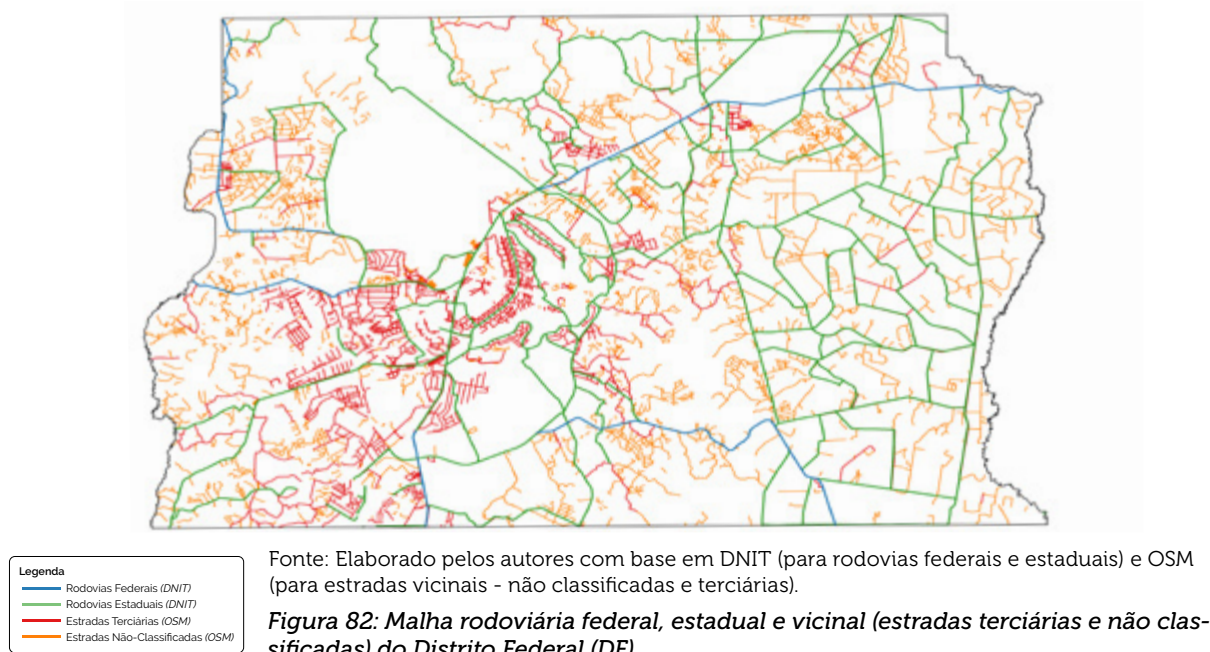 Fonte: Elaborado pelos autores com base em DNIT (para rodovias federais e estaduais) e OSM
(para estradas vicinais - não classificadas e terciárias).
Legenda
Rodovias Federais (DNIT)
Rodovias Estaduais (DNIT)
Estradas Terciárias (OSM)
Estradas Não-Classificadas (OSM)
Figura 82: Malha rodoviária federal, estadual e vicinal (estradas terciárias e não clas-
sificadas) do Distrito Federal (DF)